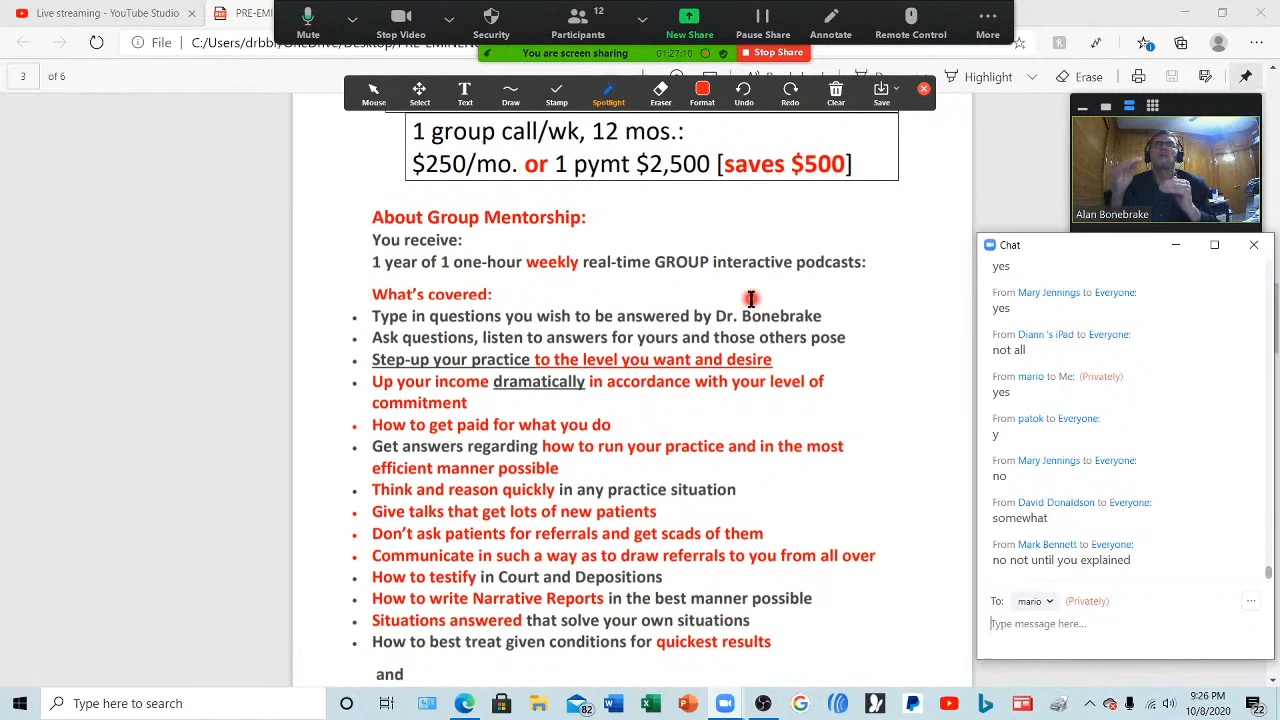 Streaming - YouTube Studio
PRE-EMI
12
Mute
Stop Video
Security
Participants
New Share
Pause Share
Annotate
Remote Control
More
You are screen sharing
01:27:10
Stop Share
File
3
of 6
Highlight
Erase
Mouse
Select
Text
Draw
Stamp
Spotlight
Eraser
Format
Undo
Redo
Clear
Save
1 group call/wk, 12 mos.:
$250/mo. or 1 pymt $2,500 [saves $500]
About Group Mentorship:
You receive:
1 year of 1 one-hour weekly real-time GROUP interactive podcasts:
What's covered:
• Type in questions you wish to be answered by Dr. Bonebrake
• Ask questions, listen to answers for yours and those others pose
• Step-up your practice to the level you want and desire
• Up your income dramatically in accordance with your level of
commitment
• How to get paid for what you do
• Get answers regarding how to run your practice and in the most
efficient manner possible
• Think and reason quickly in any practice situation
• Give talks that get lots of new patients
• Don't ask patients for referrals and get scads of them
• Communicate in such a way as to draw referrals to you from all over
• How to testify in Court and Depositions
• How to write Narrative Reports in the best manner possible
• Situations answered that solve your own situations
• How to best treat given conditions for quickest results
and
Alan Bonebrake
Chat
yes
From Mary Jennings to Everyone:
yes
From Diann 's iPad to Everyone:
not all
From mario to Me: (Privately)
yes
From patok to Everyone:
y
From Mary Jennings to Everyone:
no
From David Donaldson to Everyone:
somewhat
From Mark Bennett to Everyone:
no not until you explained
To: mario (Privately)
Type message here...
Type here to search
82
6:26 PM
10/8/2020
22